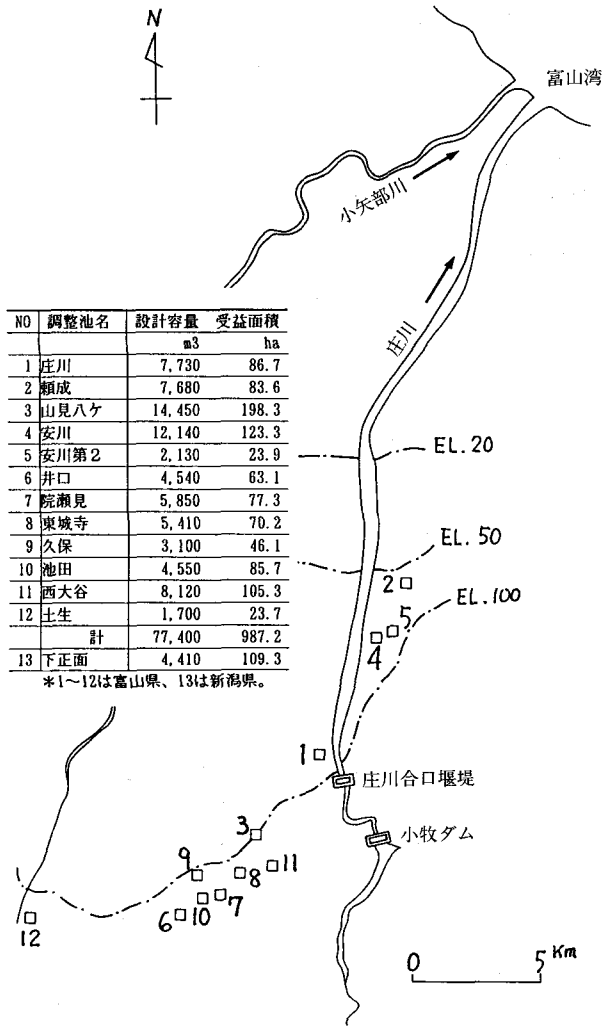 N
富山湾
小矢部川
庄川
NO 調整池名 設計容量 受益面積
m3 ha
1 庄川 7,730 86.7
2 頼成 7,680 83.6
3 山見八ケ 14,450 198.3
4 安川 12,140 123.3
5 安川第2 2,130 23.9
6 井口 4,540 63.1
7 院瀬見 5,850 77.3
8 東城寺 5,410 70.2
9 久保 3,100 46.1
10 池田 4,550 85.7
11 西大谷 8,120 105.3
12 土生 1,700 23.7
計 77,400 987.2
13 下正面 4,410 109.3
*1~12は富山県、13は新潟県。
EL.20
EL.50
2
EL.100
5
4
1
庄川合口堰堤
小牧ダム
3
9
8
11
10
7
6
12
0 5 Km